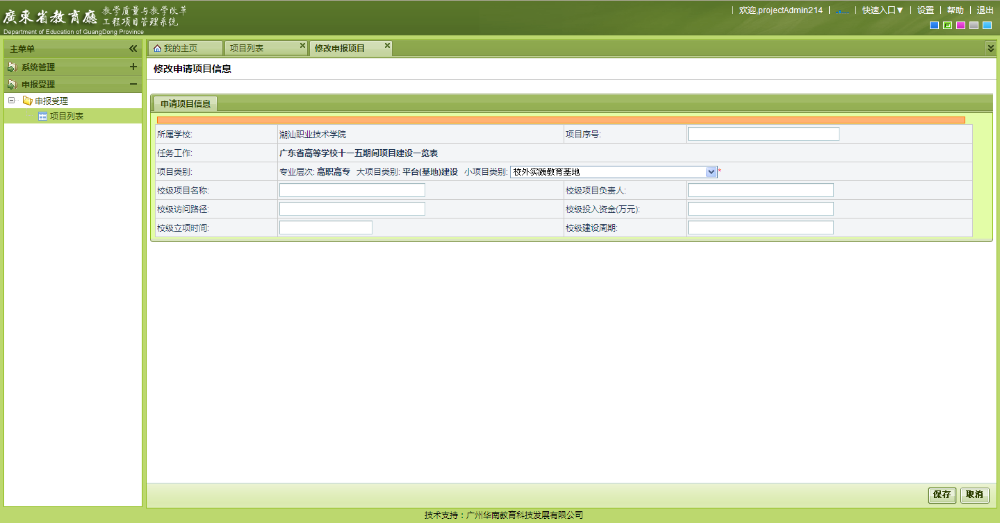 廣東省教育廳 教学质量与教学改革
工程项目管理系统
Department of Education of GuangDong Province
| 欢迎,projectAdmin214 | | 快速入口▼ | 设置 | 帮助 | 退出
主菜单
系统管理
申报受理
申报受理
项目列表
我的主页 项目列表 修改申报项目
修改申请项目信息
申请项目信息
所属学校: 潮汕职业技术学院 项目序号:
任务工作: 广东省高等学校十一五期间项目建设一览表
项目类别: 专业层次: 高职高专 大项目类别: 平台(基地)建设 小项目类别: 校外实践教育基地 *
校级项目名称: 校级项目负责人:
校级访问路径: 校级投入资金(万元):
校级立项时间: 校级建设周期:
保存 取消
技术支持：广州华南教育科技发展有限公司